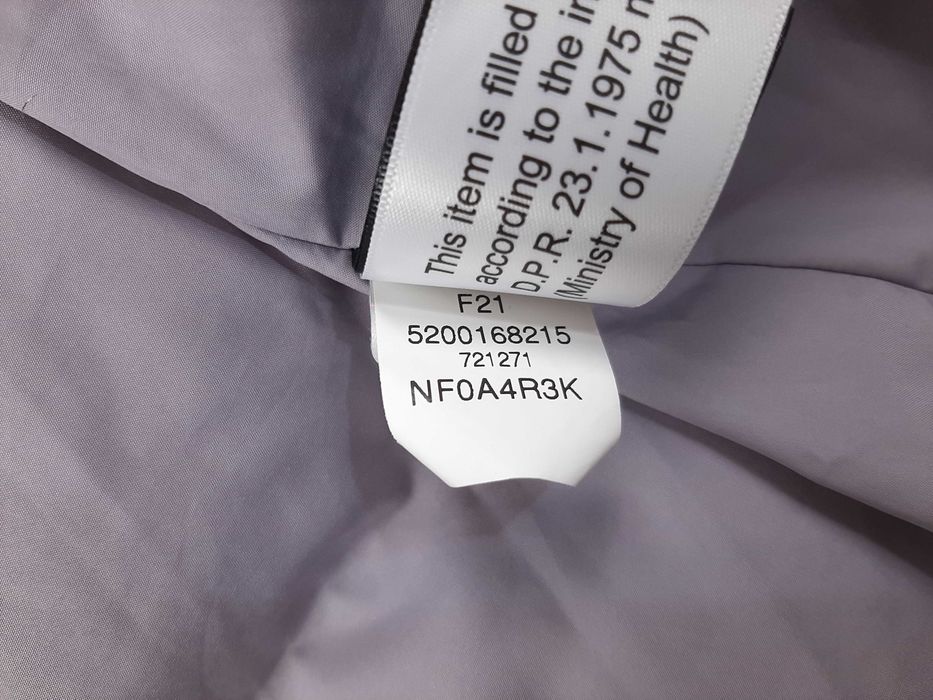 This item is filled
according to the
D.P.R. 23.1.1975
(Ministry of Health)
F21
5200168215
721271
NF0A4R3K